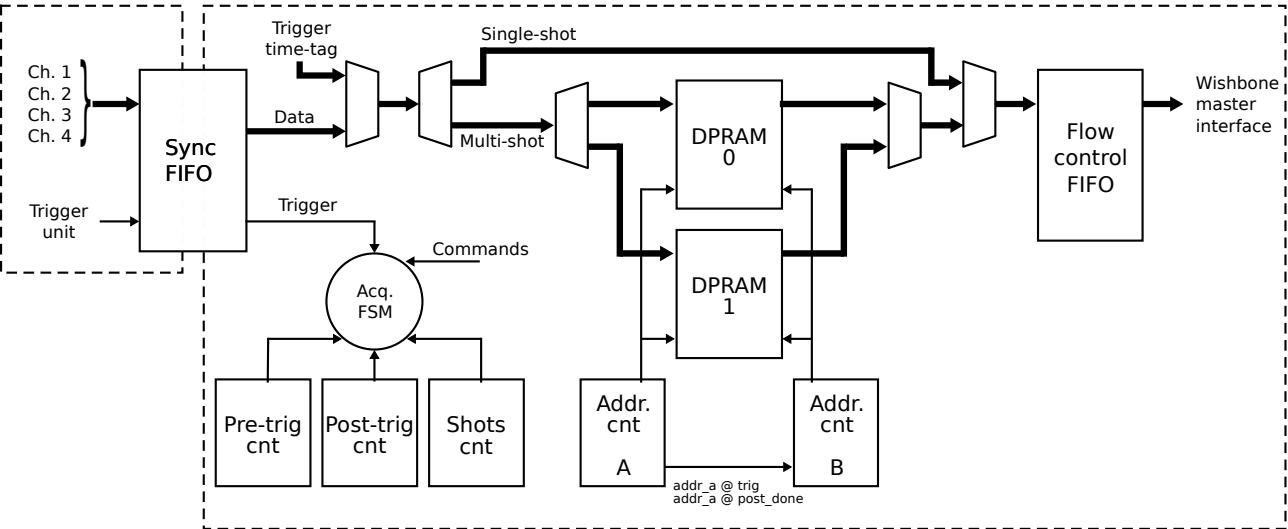 Trigger
time-tag
Single-shot
Ch. 1
Ch. 2
Ch. 3
Ch. 4
Sync
FIFO
Data
Multi-shot
DPRAM
0
Flow
control
FIFO
Wishbone
master
interface
Trigger
unit
Trigger
Commands
Acq.
FSM
DPRAM
1
Pre-trig
cnt
Post-trig
cnt
Shots
cnt
Addr.
cnt
A
Addr.
cnt
B
addr_a @ trig
addr_a @ post_done